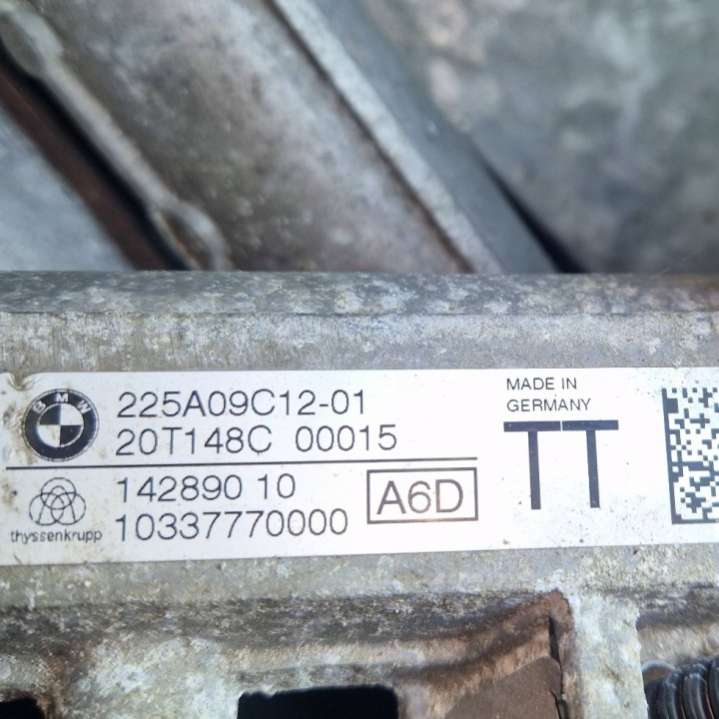 BMW
225A09C12-01
20T148C 00015
thyssenkrupp
142890 10
10337770000
A6D
MADE IN
GERMANY
TT